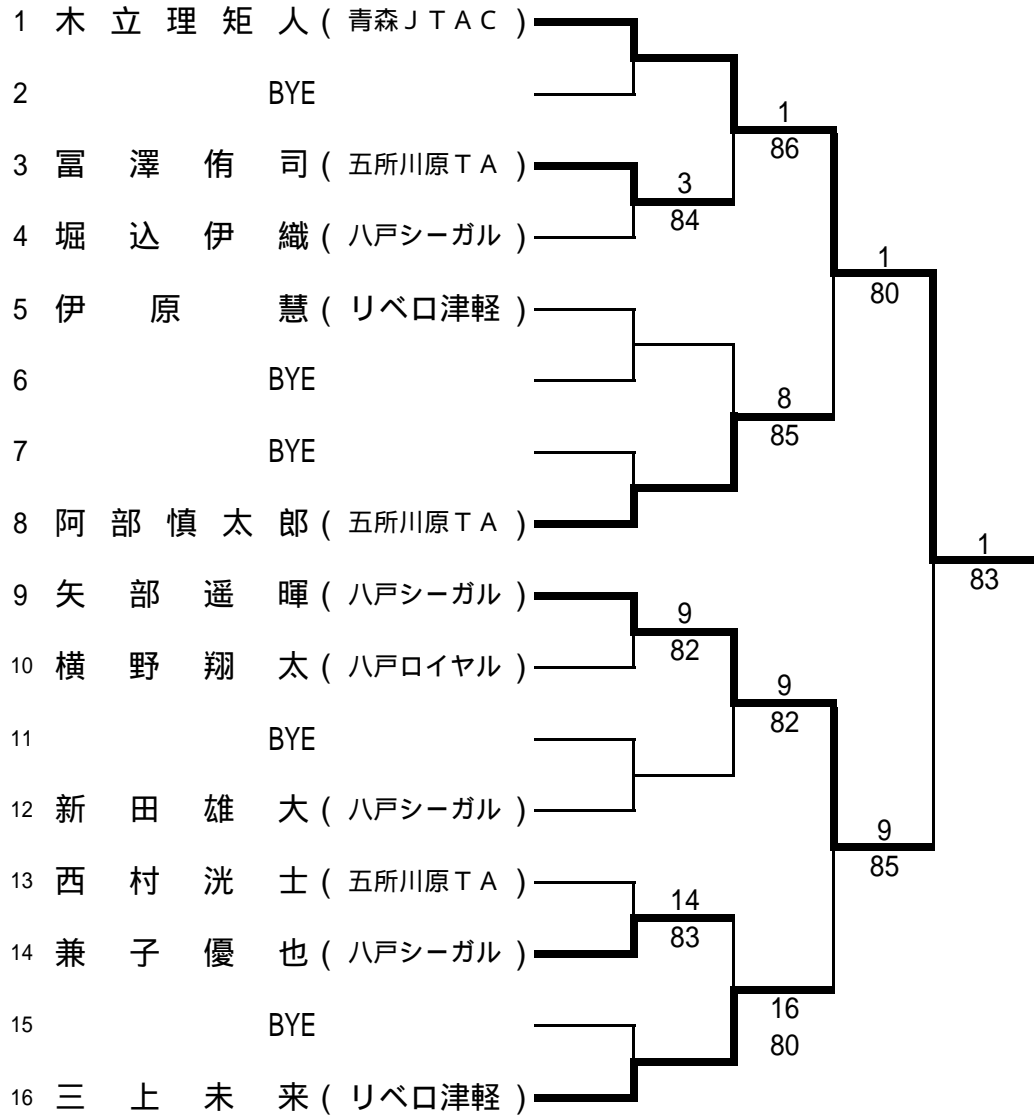 1 木立理矩人 ( 青森ＪＴＡＣ )
2 BYE
1
86
3 冨澤侑司 ( 五所川原ＴＡ )
3
84
4 堀込伊織 ( 八戸シーガル )
1
80
5 伊原慧 ( リベロ津軽 )
6 BYE
8
85
7 BYE
8 阿部慎太郎 ( 五所川原ＴＡ )
1
83
9 矢部遥暉 ( 八戸シーガル )
9
82
10 横野翔太 ( 八戸ロイヤル )
9
82
11 BYE
12 新田雄大 ( 八戸シーガル )
9
85
13 西村洸士 ( 五所川原ＴＡ )
14
83
14 兼子優也 ( 八戸シーガル )
16
80
15 BYE
16 三上未来 ( リベロ津軽 )